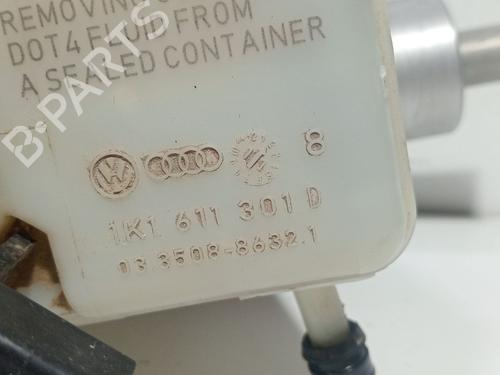 REMOVING
DOT4 FLUID FROM
A SEALED CONTAINER
B-PARTS
8
1K1 611 301 D
03.3508-8632.1